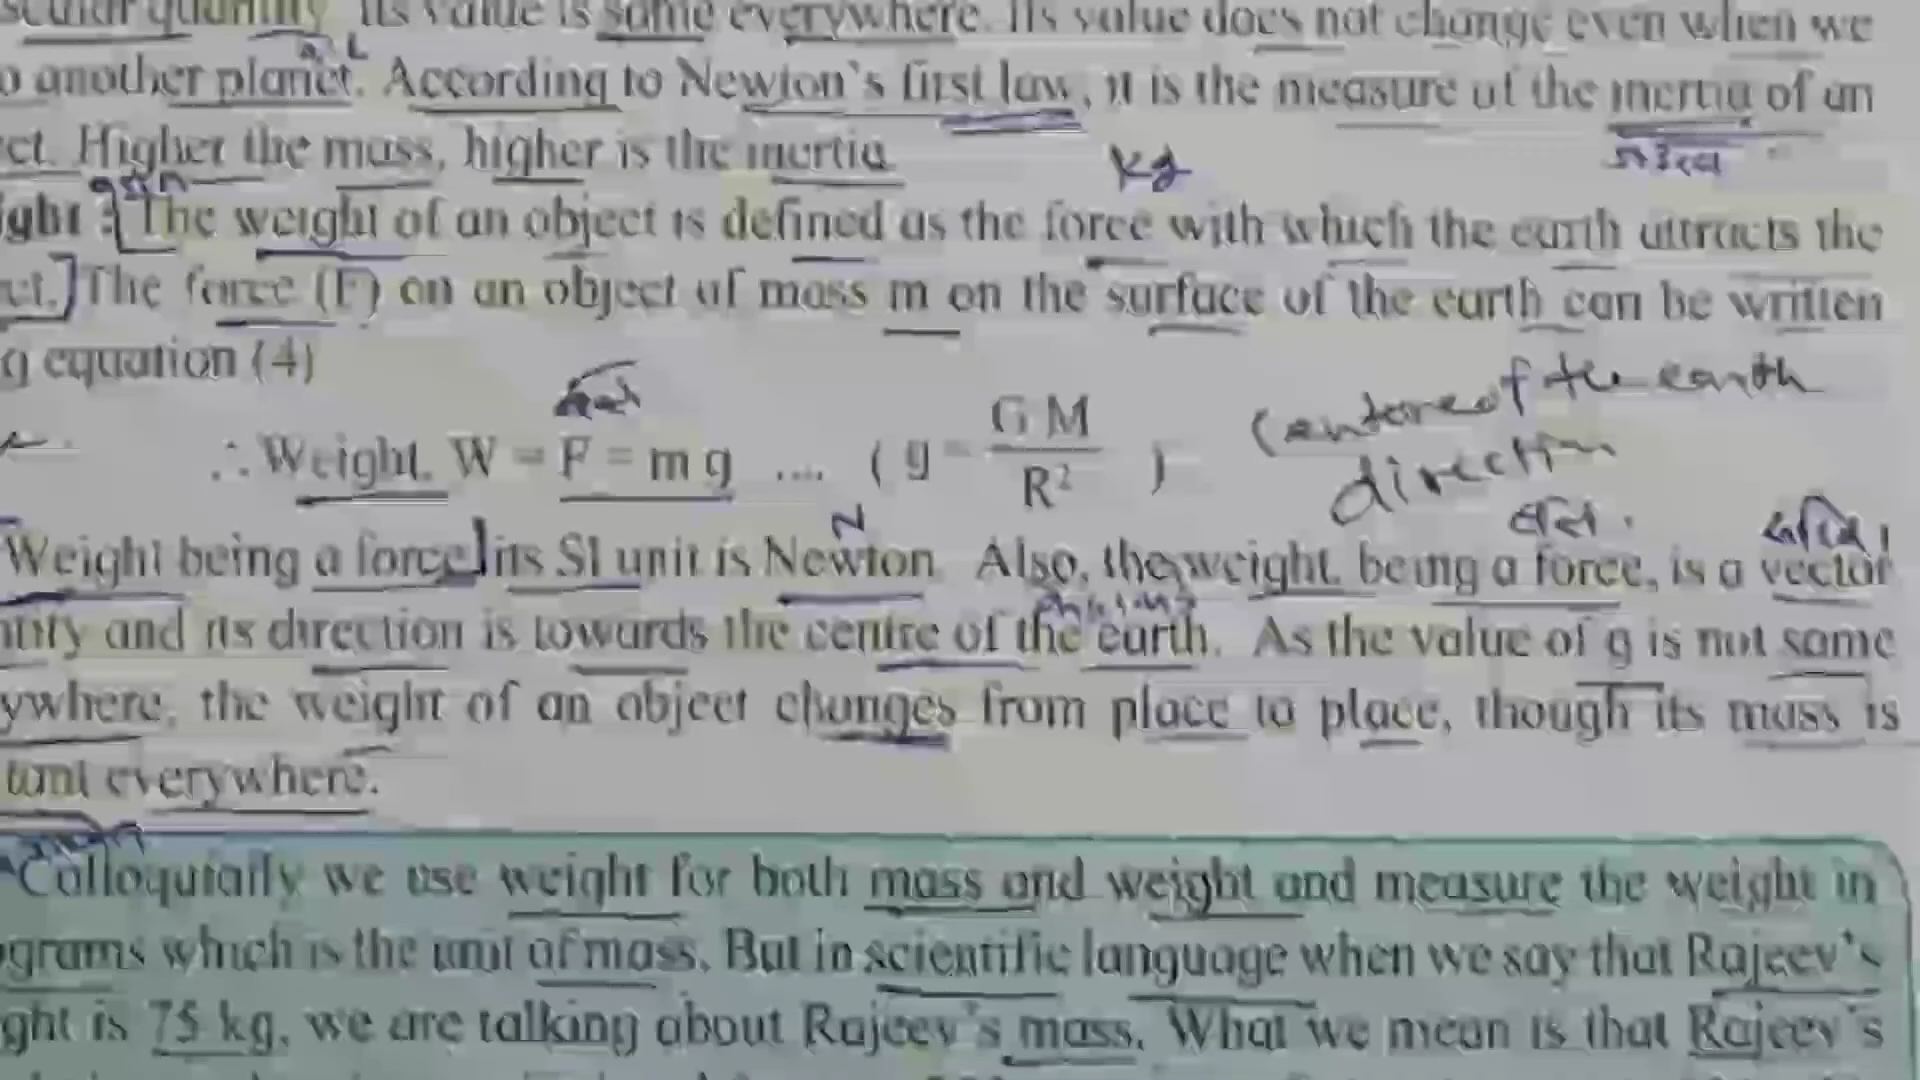 scalar quantity. Its value is same everywhere. Its value does not change even when we
o another planet. According to Newton's first law, it is the measure of the inertia of an
ct. Higher the mass, higher is the inertia.
kg
ght : The weight of an object is defined as the force with which the earth attracts the
ct.] The force (F) on an object of mass m on the surface of the earth can be written
g equation (4)
centore of the earth
∴ Weight, W = F = m g .... ( g = G M / R² )
direction
N
Weight being a force] its SI unit is Newton. Also, the weight, being a force, is a vector
ntity and its direction is towards the centre of the earth. As the value of g is not same
ywhere, the weight of an object changes from place to place, though its mass is
tant everywhere.
Colloquially we use weight for both mass and weight and measure the weight in
ograms which is the unit of mass. But in scientific language when we say that Rajeev's
ght is 75 kg, we are talking about Rajeev's mass. What we mean is that Rajeev's